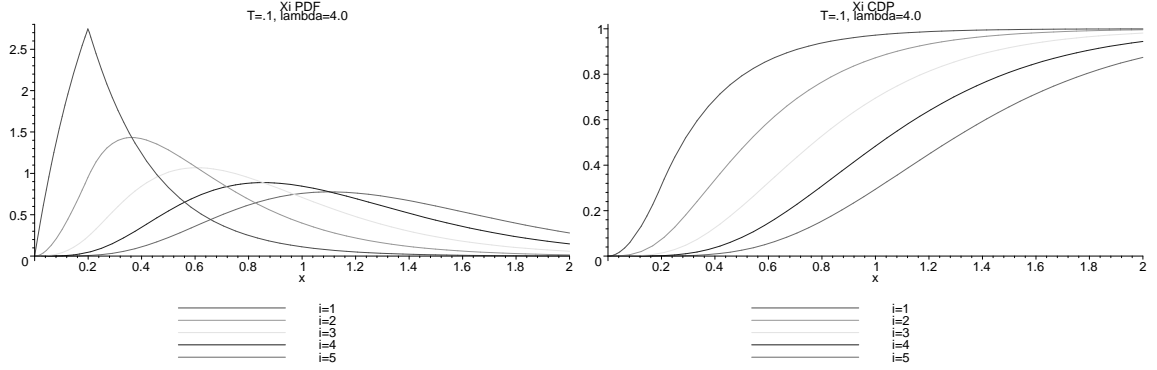 Xi PDF
T=.1, lambda=4.0
2.5
2
1.5
1
0.5
0
0.2 0.4 0.6 0.8 1 1.2 1.4 1.6 1.8 2
x
i=1
i=2
i=3
i=4
i=5
Xi CDP
T=.1, lambda=4.0
1
0.8
0.6
0.4
0.2
0
0.2 0.4 0.6 0.8 1 1.2 1.4 1.6 1.8 2
x
i=1
i=2
i=3
i=4
i=5